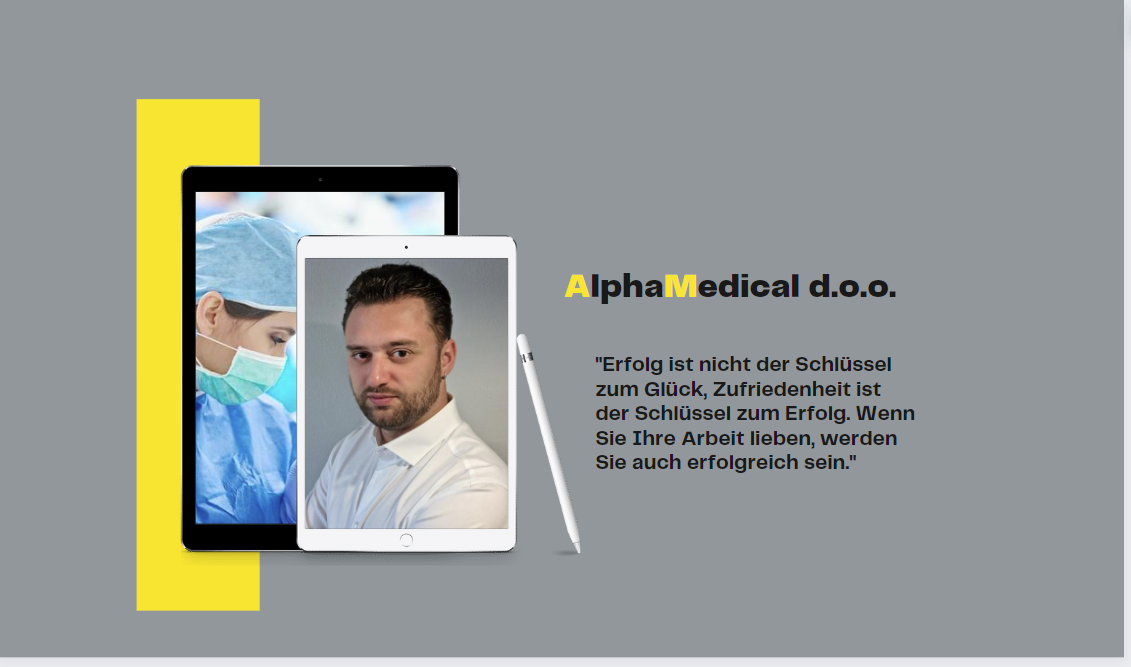 AlphaMedical d.o.o.
"Erfolg ist nicht der Schlüssel
zum Glück, Zufriedenheit ist
der Schlüssel zum Erfolg. Wenn
Sie Ihre Arbeit lieben, werden
Sie auch erfolgreich sein."